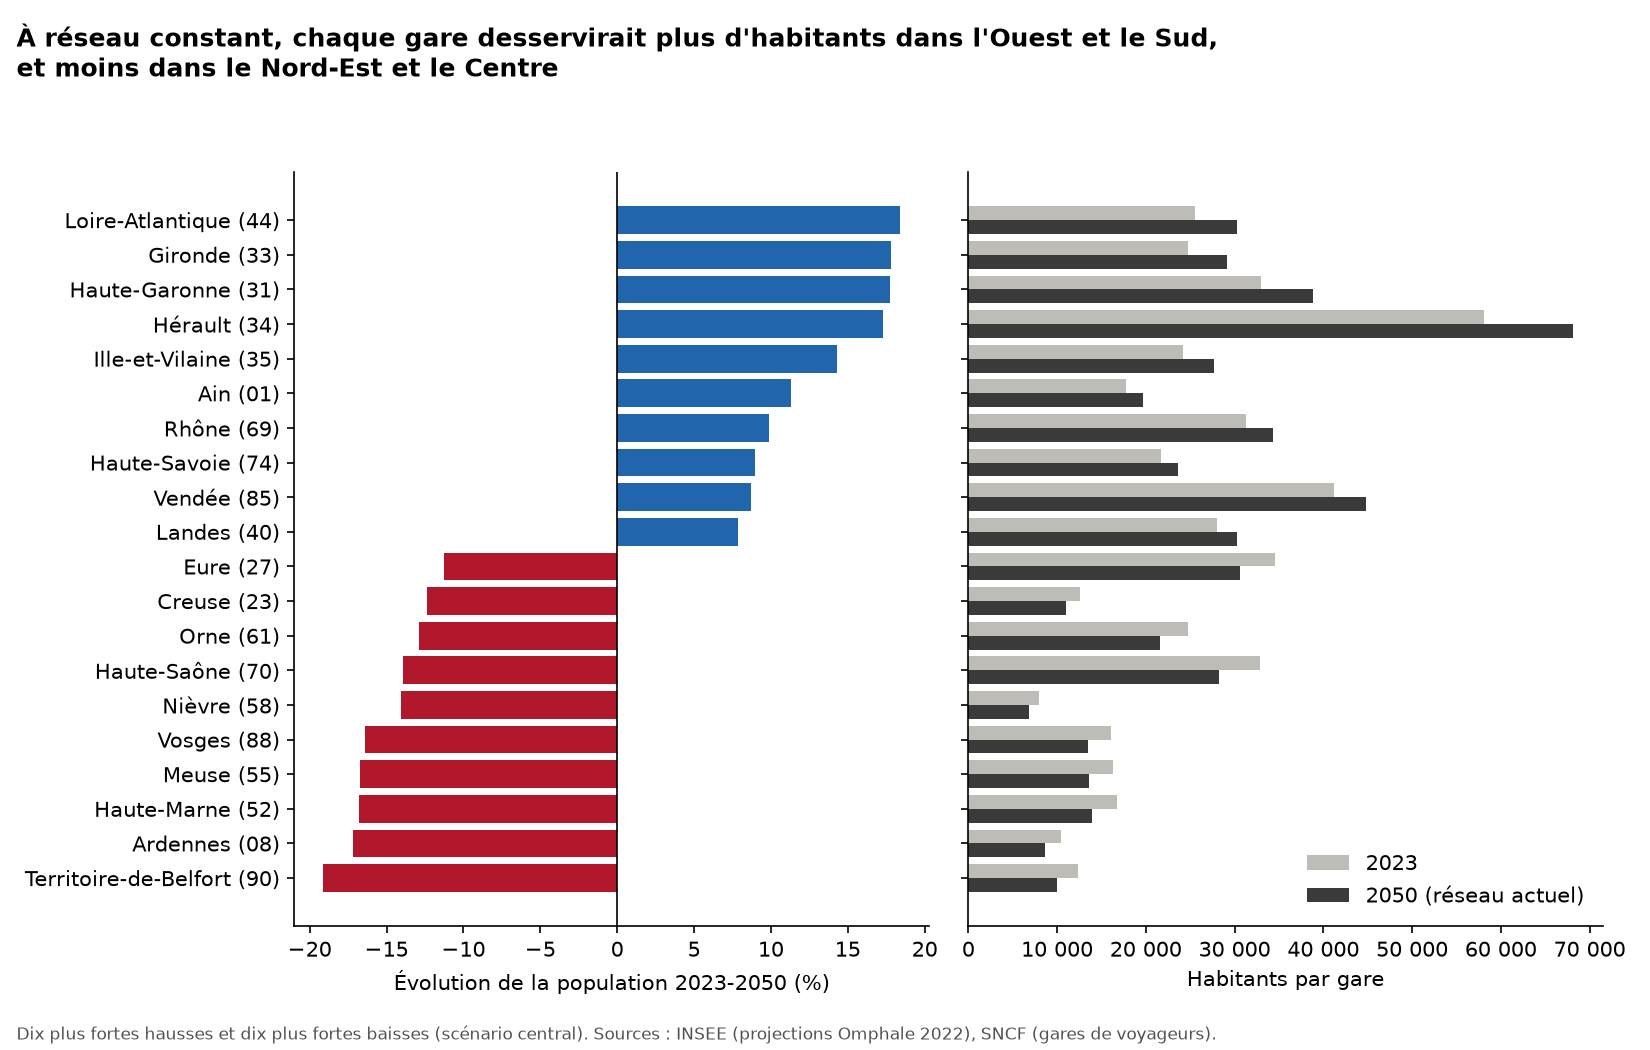 À réseau constant, chaque gare desservirait plus d'habitants dans l'Ouest et le Sud,
et moins dans le Nord-Est et le Centre
Loire-Atlantique (44)
Gironde (33)
Haute-Garonne (31)
Hérault (34)
Ille-et-Vilaine (35)
Ain (01)
Rhône (69)
Haute-Savoie (74)
Vendée (85)
Landes (40)
Eure (27)
Creuse (23)
Orne (61)
Haute-Saône (70)
Nièvre (58)
Vosges (88)
Meuse (55)
Haute-Marne (52)
Ardennes (08)
Territoire-de-Belfort (90)
2023
2050 (réseau actuel)
−20 −15 −10 −5 0 5 10 15 20
0 10 000 20 000 30 000 40 000 50 000 60 000 70 000
Évolution de la population 2023-2050 (%)
Habitants par gare
Dix plus fortes hausses et dix plus fortes baisses (scénario central). Sources : INSEE (projections Omphale 2022), SNCF (gares de voyageurs).